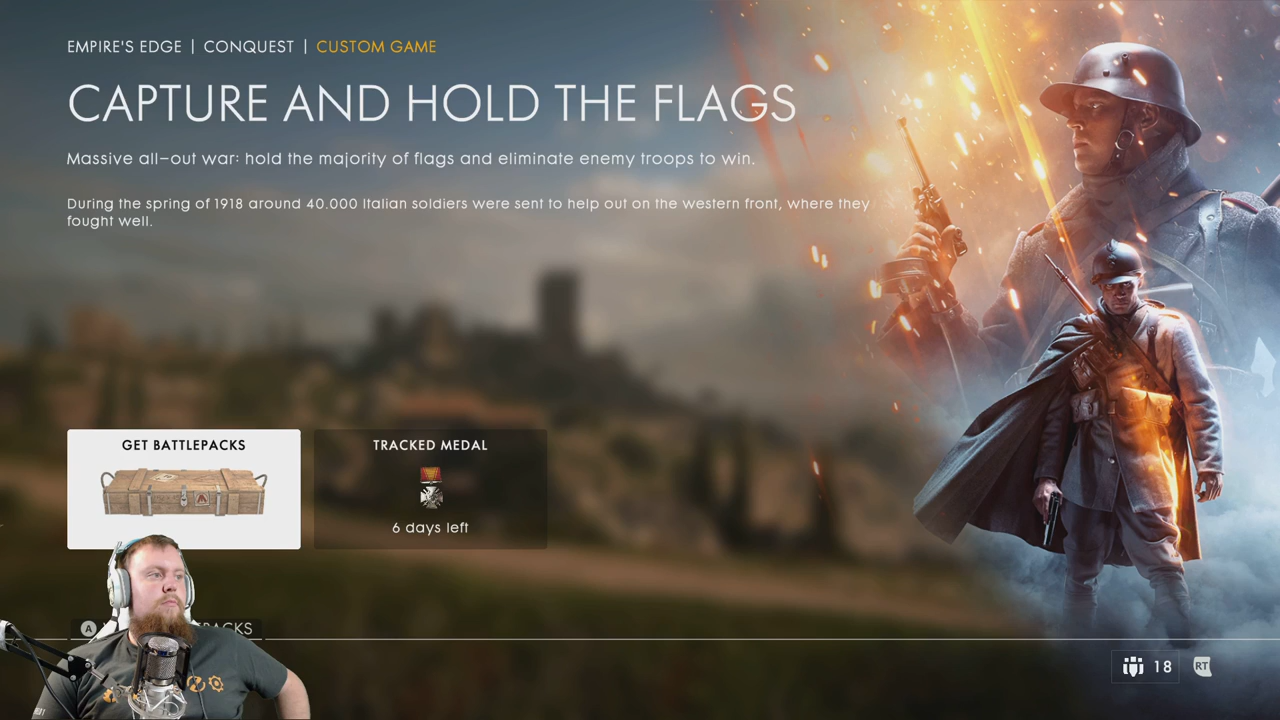 EMPIRE'S EDGE | CONQUEST | CUSTOM GAME
CAPTURE AND HOLD THE FLAGS
Massive all-out war: hold the majority of flags and eliminate enemy troops to win.
During the spring of 1918 around 40.000 Italian soldiers were sent to help out on the western front, where they
fought well.
GET BATTLEPACKS
TRACKED MEDAL
6 days left
A
18
RT